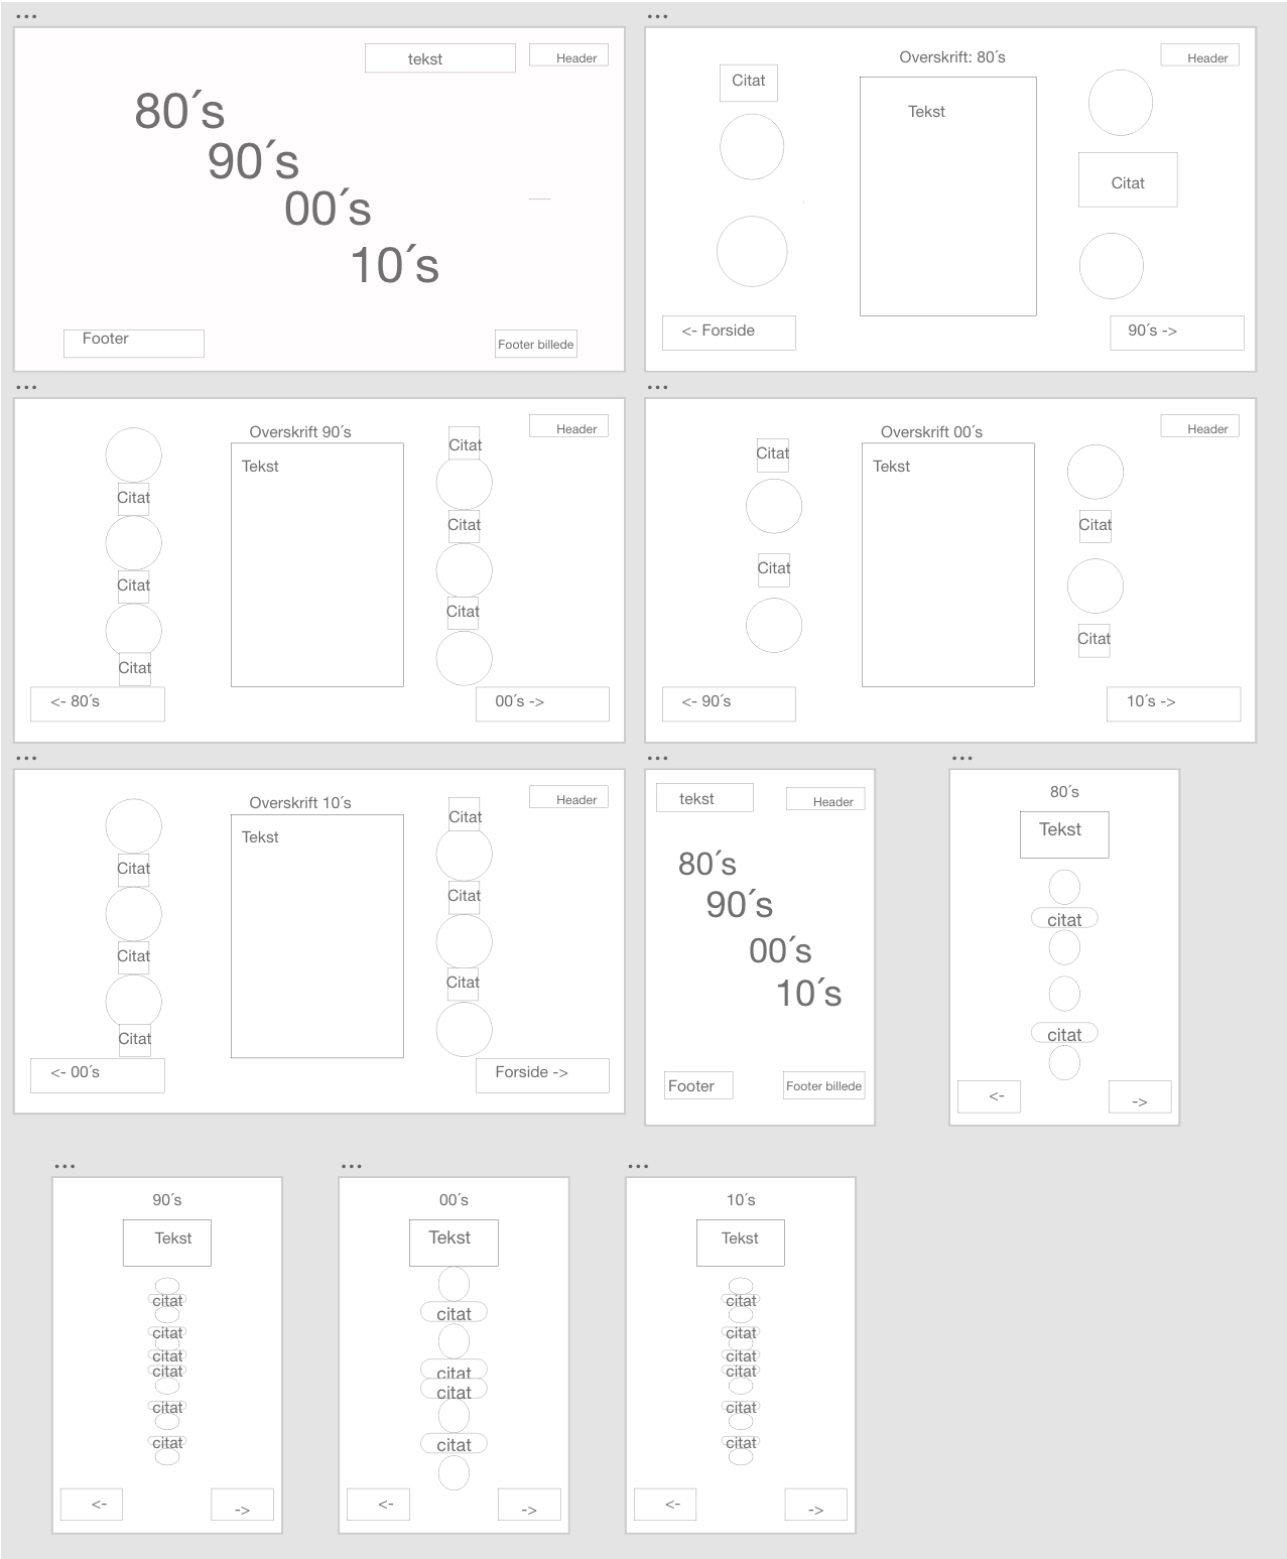 tekst
Header
80´s
90´s
00´s
10´s
Footer
Footer billede
Overskrift: 80´s
Header
Citat
Tekst
Citat
<- Forside
90´s ->
Overskrift 90´s
Header
Citat
Tekst
Citat
Citat
Citat
Citat
Citat
<- 80´s
00´s ->
Overskrift 00´s
Header
Citat
Tekst
Citat
Citat
Citat
<- 90´s
10´s ->
Overskrift 10´s
Header
Citat
Tekst
Citat
Citat
Citat
Citat
Citat
<- 00´s
Forside ->
tekst
Header
80´s
90´s
00´s
10´s
Footer
Footer billede
80´s
Tekst
citat
citat
<-
->
90´s
Tekst
citat
citat
citat
citat
citat
citat
<-
->
00´s
Tekst
citat
citat
citat
citat
<-
->
10´s
Tekst
citat
citat
citat
citat
citat
citat
<-
->